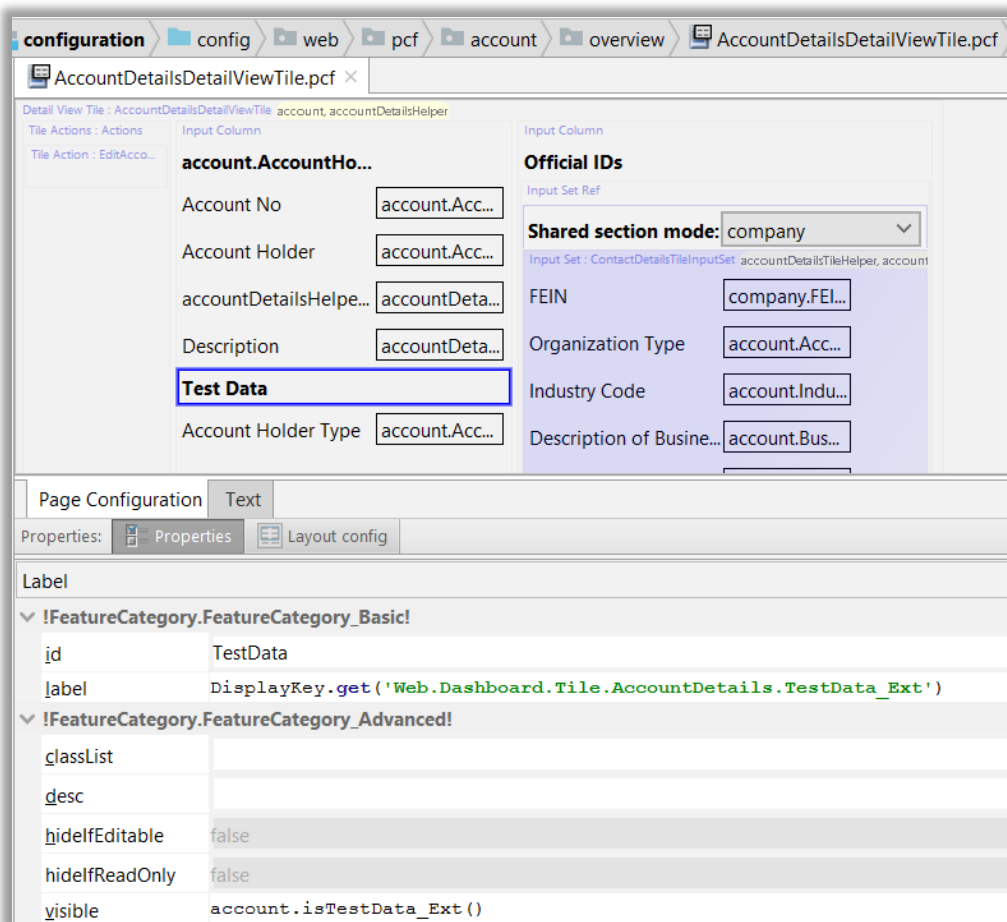 configuration config web pcf account overview AccountDetailsDetailViewTile.pcf
AccountDetailsDetailViewTile.pcf ×
Detail View Tile : AccountDetailsDetailViewTile account, accountDetailsHelper
Tile Actions : Actions
Tile Action : EditAcco...
Input Column
account.AccountHo...
Account No account.Acc...
Account Holder account.Acc...
accountDetailsHelpe... accountDeta...
Description accountDeta...
Test Data
Account Holder Type account.Acc...
Input Column
Official IDs
Input Set Ref
Shared section mode: company
Input Set : ContactDetailsTileInputSet accountDetailsTileHelper, account
FEIN company.FEI...
Organization Type account.Acc...
Industry Code account.Indu...
Description of Busine... account.Bus...
Page Configuration Text
Properties: Properties Layout config
Label
!FeatureCategory.FeatureCategory_Basic!
id TestData
label DisplayKey.get('Web.Dashboard.Tile.AccountDetails.TestData_Ext')
!FeatureCategory.FeatureCategory_Advanced!
classList
desc
hideIfEditable false
hideIfReadOnly false
visible account.isTestData_Ext()